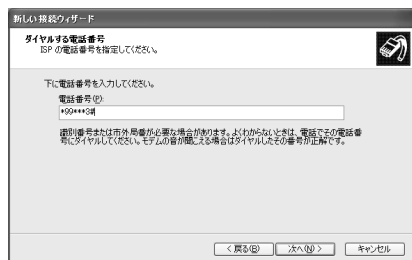 新しい接続ウィザード
ダイヤルする電話番号
ISP の電話番号を指定してください。
下に電話番号を入力してください。
電話番号(P):
*99***3#
識別番号または市外局番が必要な場合があります。よくわからないときは、電話でその電話番
号にダイヤルしてください。モデムの音が聞こえる場合はダイヤルしたその番号が正解です。
< 戻る(B)
次へ(N) >
キャンセル